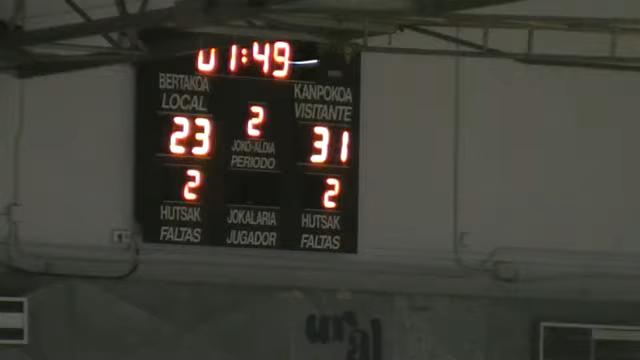 01:49
BERTAKOA KANPOKOA
LOCAL VISITANTE
2
23 31
JOKO-ALDIA
PERIODO
2 2
HUTSAK JOKALARIA HUTSAK
FALTAS JUGADOR FALTAS